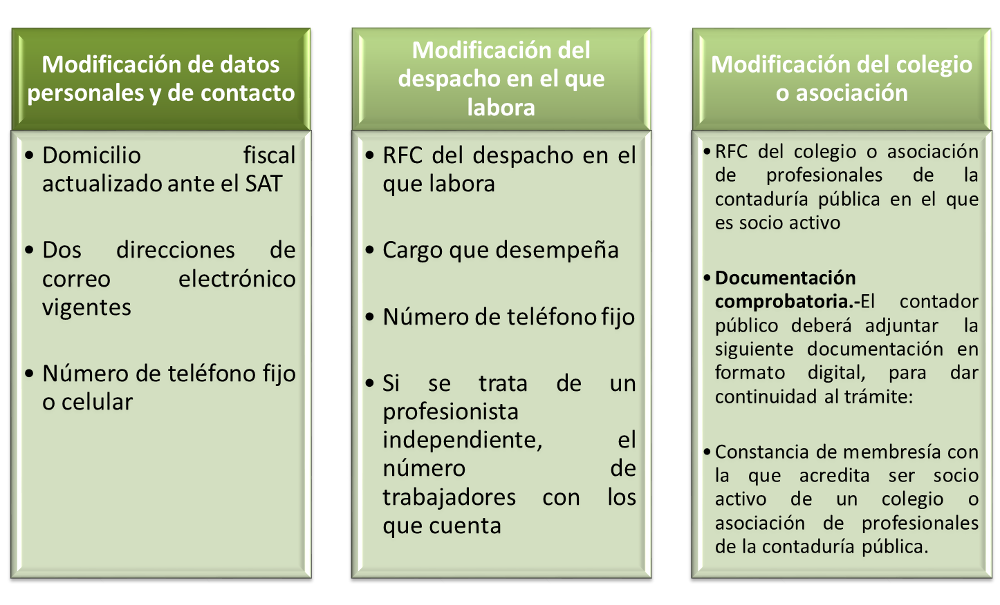 Modificación de datos
personales y de contacto
• Domicilio fiscal
actualizado ante el SAT
• Dos direcciones de
correo electrónico
vigentes
• Número de teléfono fijo
o celular
Modificación del
despacho en el que
labora
• RFC del despacho en el
que labora
• Cargo que desempeña
• Número de teléfono fijo
• Si se trata de un
profesionista
independiente, el
número de
trabajadores con los
que cuenta
Modificación del colegio
o asociación
• RFC del colegio o asociación
de profesionales de la
contaduría pública en el que
es socio activo
• Documentación
comprobatoria.-El contador
público deberá adjuntar la
siguiente documentación en
formato digital, para dar
continuidad al trámite:
• Constancia de membresía con
la que acredita ser socio
activo de un colegio o
asociación de profesionales
de la contaduría pública.